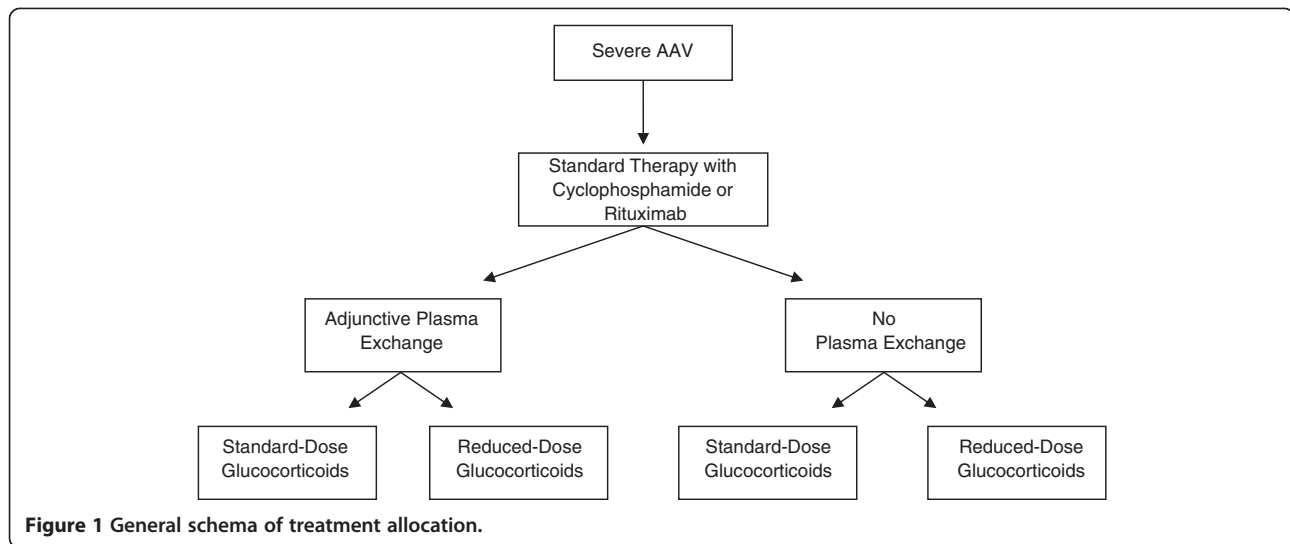 Severe AAV
Standard Therapy with
Cyclophosphamide or
Rituximab
Adjunctive Plasma
Exchange
No
Plasma Exchange
Standard-Dose
Glucocorticoids
Reduced-Dose
Glucocorticoids
Standard-Dose
Glucocorticoids
Reduced-Dose
Glucocorticoids
Figure 1 General schema of treatment allocation.